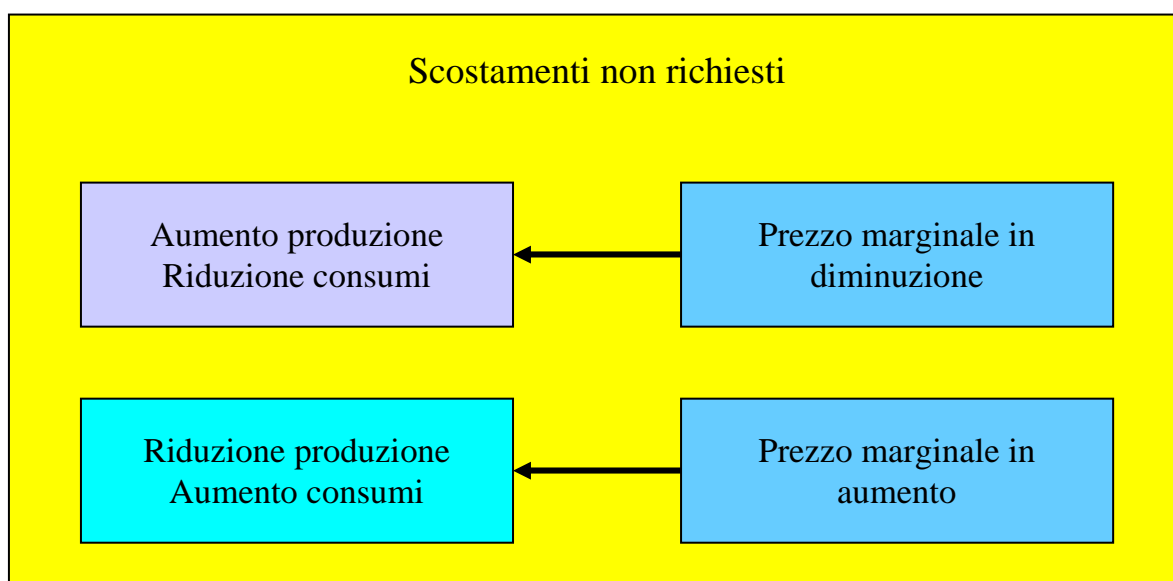 Scostamenti non richiesti
Aumento produzione
Riduzione consumi
Prezzo marginale in
diminuzione
Riduzione produzione
Aumento consumi
Prezzo marginale in
aumento